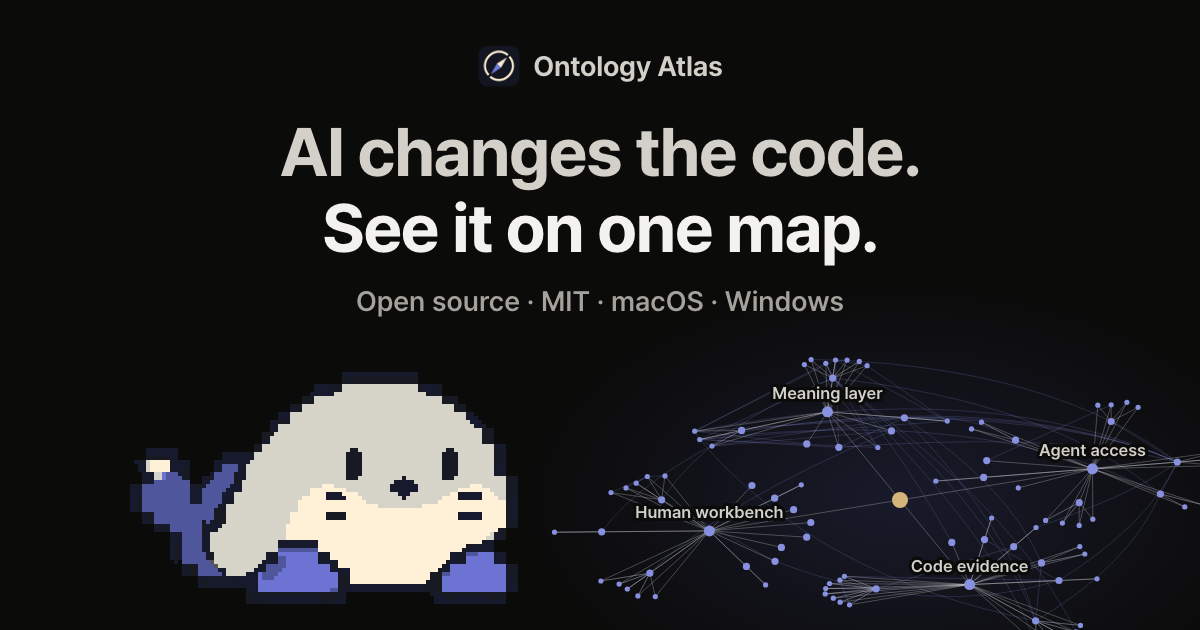 Ontology Atlas
AI changes the code.
See it on one map.
Open source · MIT · macOS · Windows
Meaning layer
Agent access
Human workbench
Code evidence